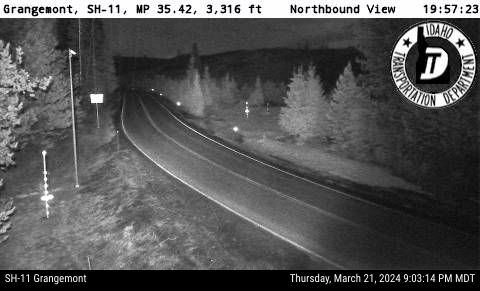 Grangemont, SH-11, MP 35.42, 3,316 ft Northbound View 19:57:23
IDAHO
TRANSPORTATION DEPARTMENT
SH-11 Grangemont Thursday, March 21, 2024 9:03:14 PM MDT